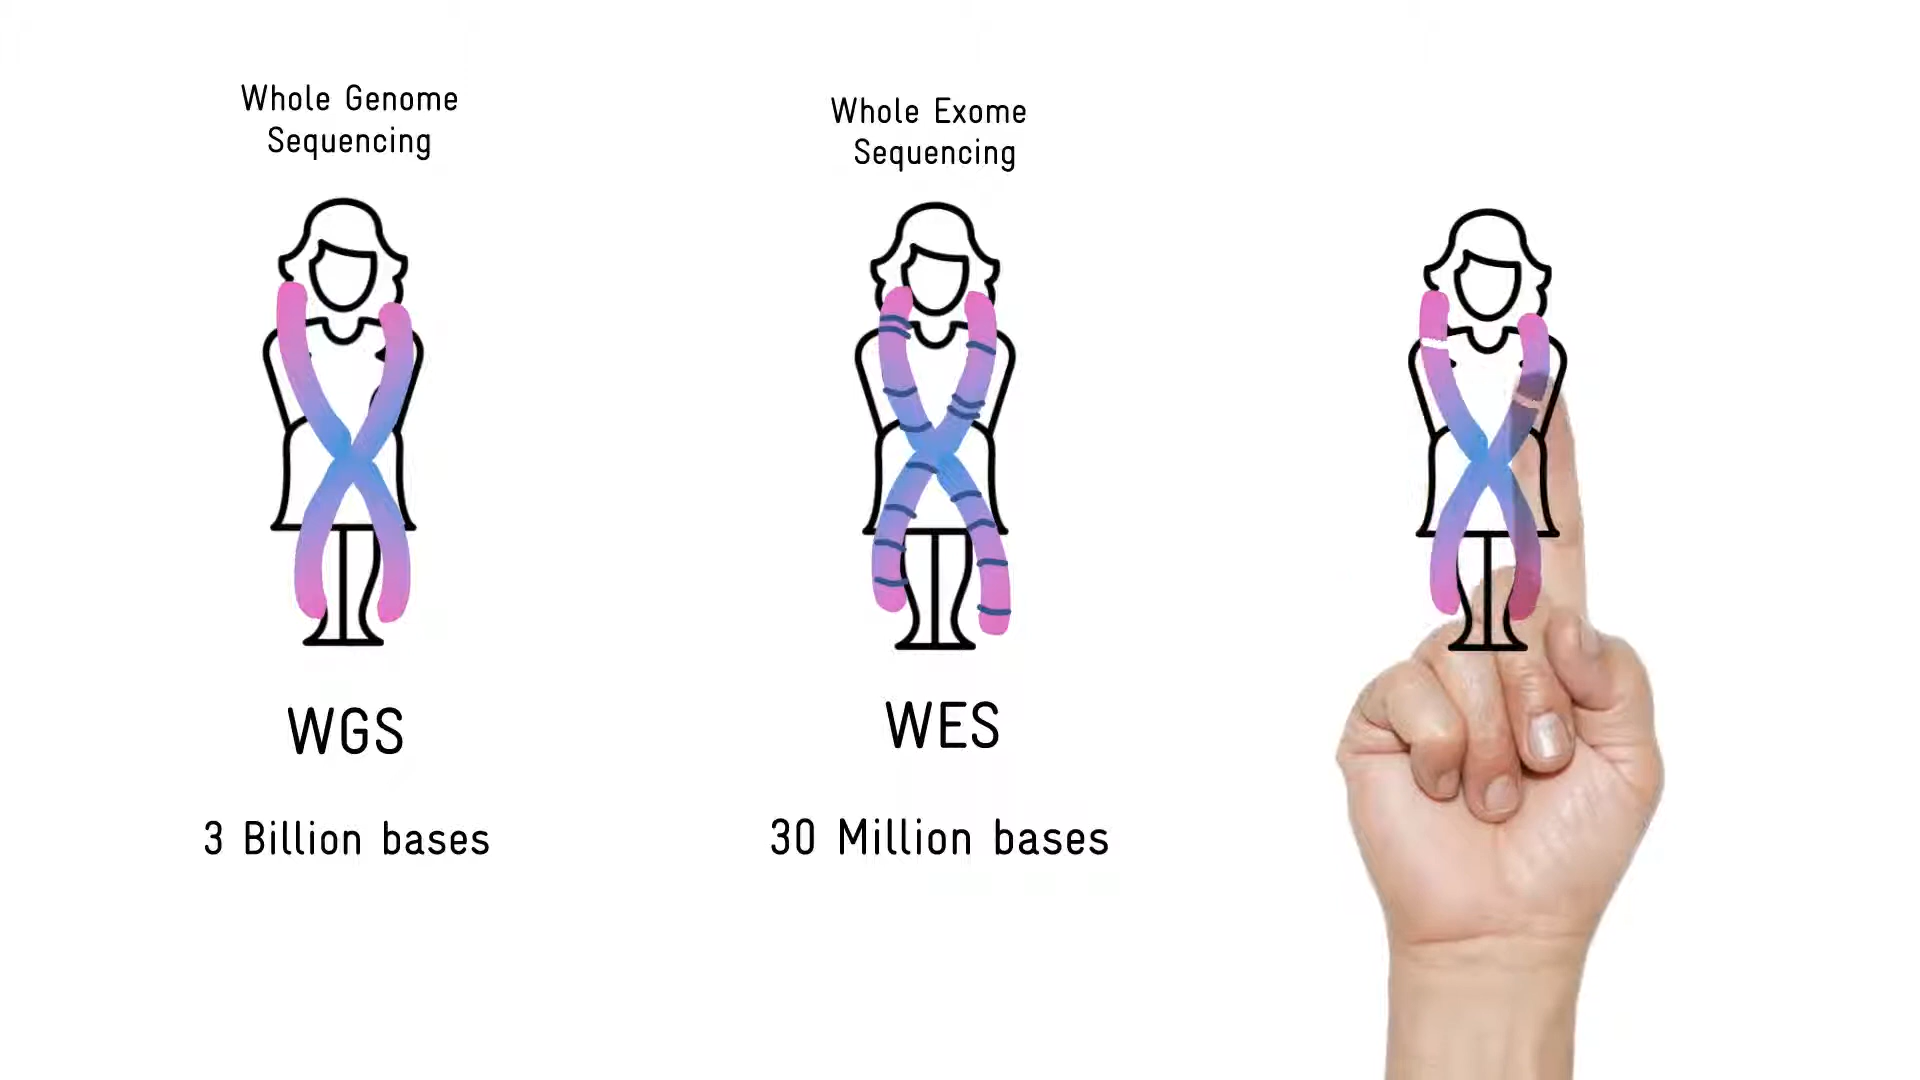 Whole Genome
Sequencing
WGS
3 Billion bases
Whole Exome
Sequencing
WES
30 Million bases